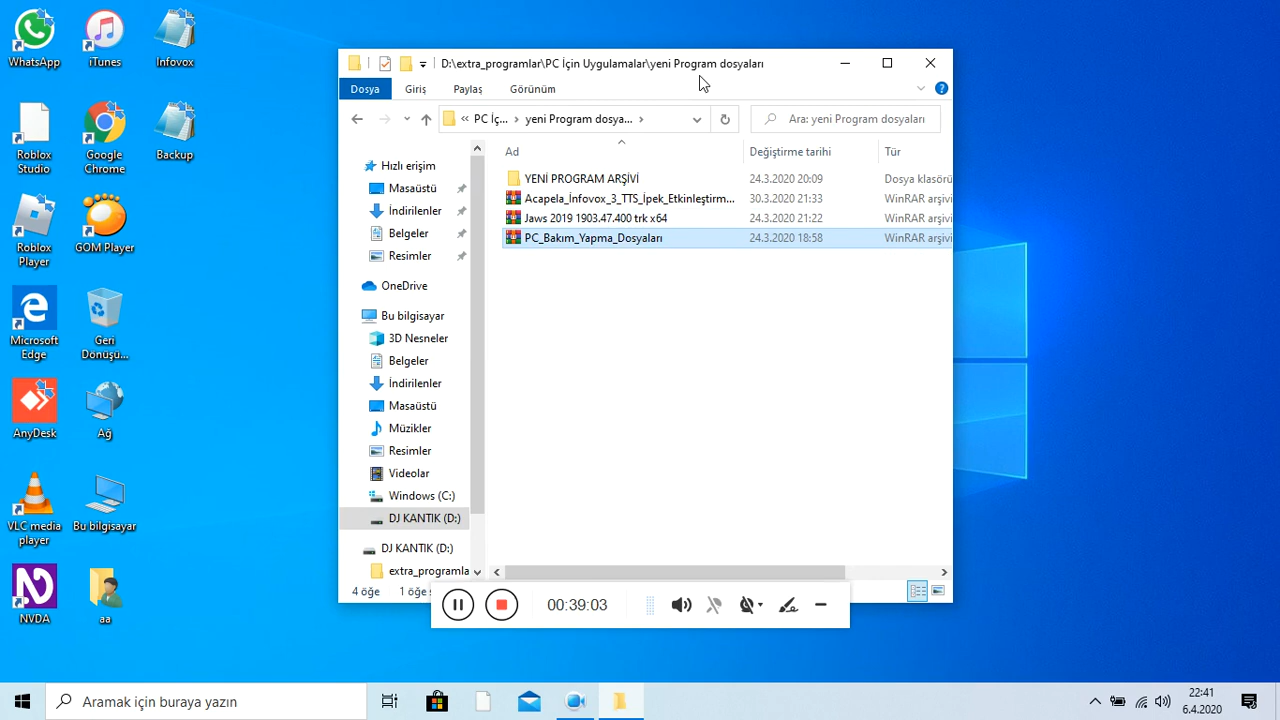 WhatsApp
iTunes
Infovox
Roblox Studio
Google Chrome
Backup
Roblox Player
GOM Player
Microsoft Edge
Geri Dönüşü...
AnyDesk
Ağ
VLC media player
Bu bilgisayar
NVDA
aa
D:\extra_programlar\PC İçin Uygulamalar\yeni Program dosyaları
Dosya
Giriş
Paylaş
Görünüm
« PC İç... › yeni Program dosya... ›
Ara: yeni Program dosyaları
Hızlı erişim
Masaüstü
İndirilenler
Belgeler
Resimler
OneDrive
Bu bilgisayar
3D Nesneler
Belgeler
İndirilenler
Masaüstü
Müzikler
Resimler
Videolar
Windows (C:)
DJ KANTIK (D:)
DJ KANTIK (D:)
extra_programla
Ad Değiştirme tarihi Tür
YENİ PROGRAM ARŞİVİ 24.3.2020 20:09 Dosya klasörü
Acapela_İnfovox_3_TTS_İpek_Etkinleştirm... 30.3.2020 21:33 WinRAR arşivi
Jaws 2019 1903.47.400 trk x64 24.3.2020 21:22 WinRAR arşivi
PC_Bakım_Yapma_Dosyaları 24.3.2020 18:58 WinRAR arşivi
4 öğe 1 öğe s
00:39:03
Aramak için buraya yazın
22:41
6.4.2020